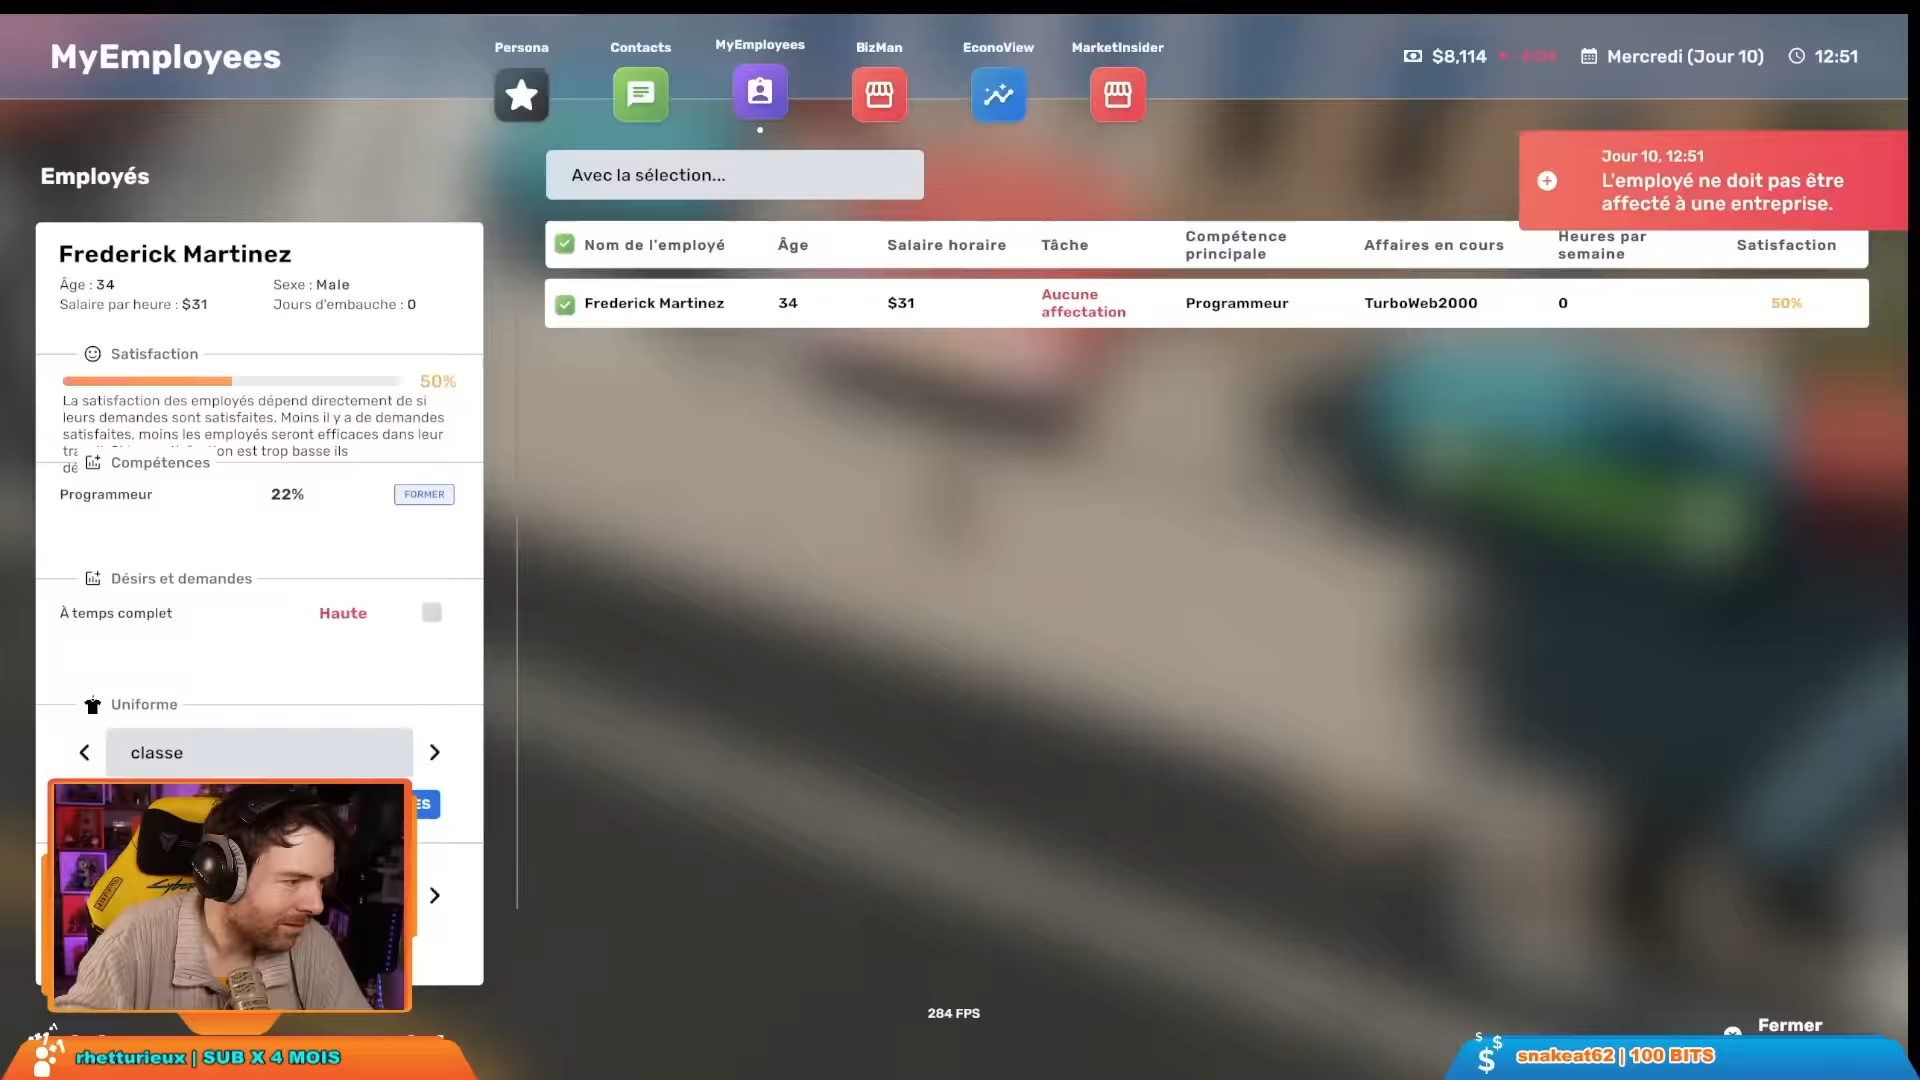 MyEmployees
Persona
Contacts
MyEmployees
BizMan
EconoView
MarketInsider
$8,114
Mercredi (Jour 10)
12:51
Jour 10, 12:51
L'employé ne doit pas être
affecté à une entreprise.
Employés
Avec la sélection...
Nom de l'employé
Âge
Salaire horaire
Tâche
Compétence
principale
Affaires en cours
Heures par
semaine
Satisfaction
Frederick Martinez
34
$31
Aucune
affectation
Programmeur
TurboWeb2000
0
50%
Frederick Martinez
Âge : 34
Sexe : Male
Salaire par heure : $31
Jours d'embauche : 0
Satisfaction
50%
La satisfaction des employés dépend directement de si
leurs demandes sont satisfaites. Moins il y a de demandes
satisfaites, moins les employés seront efficaces dans leur
on est trop basse ils
Compétences
Programmeur
22%
FORMER
Désirs et demandes
À temps complet
Haute
Uniforme
classe
ES
284 FPS
Fermer
rhetturieux | SUB X 4 MOIS
snakeat62 | 100 BITS